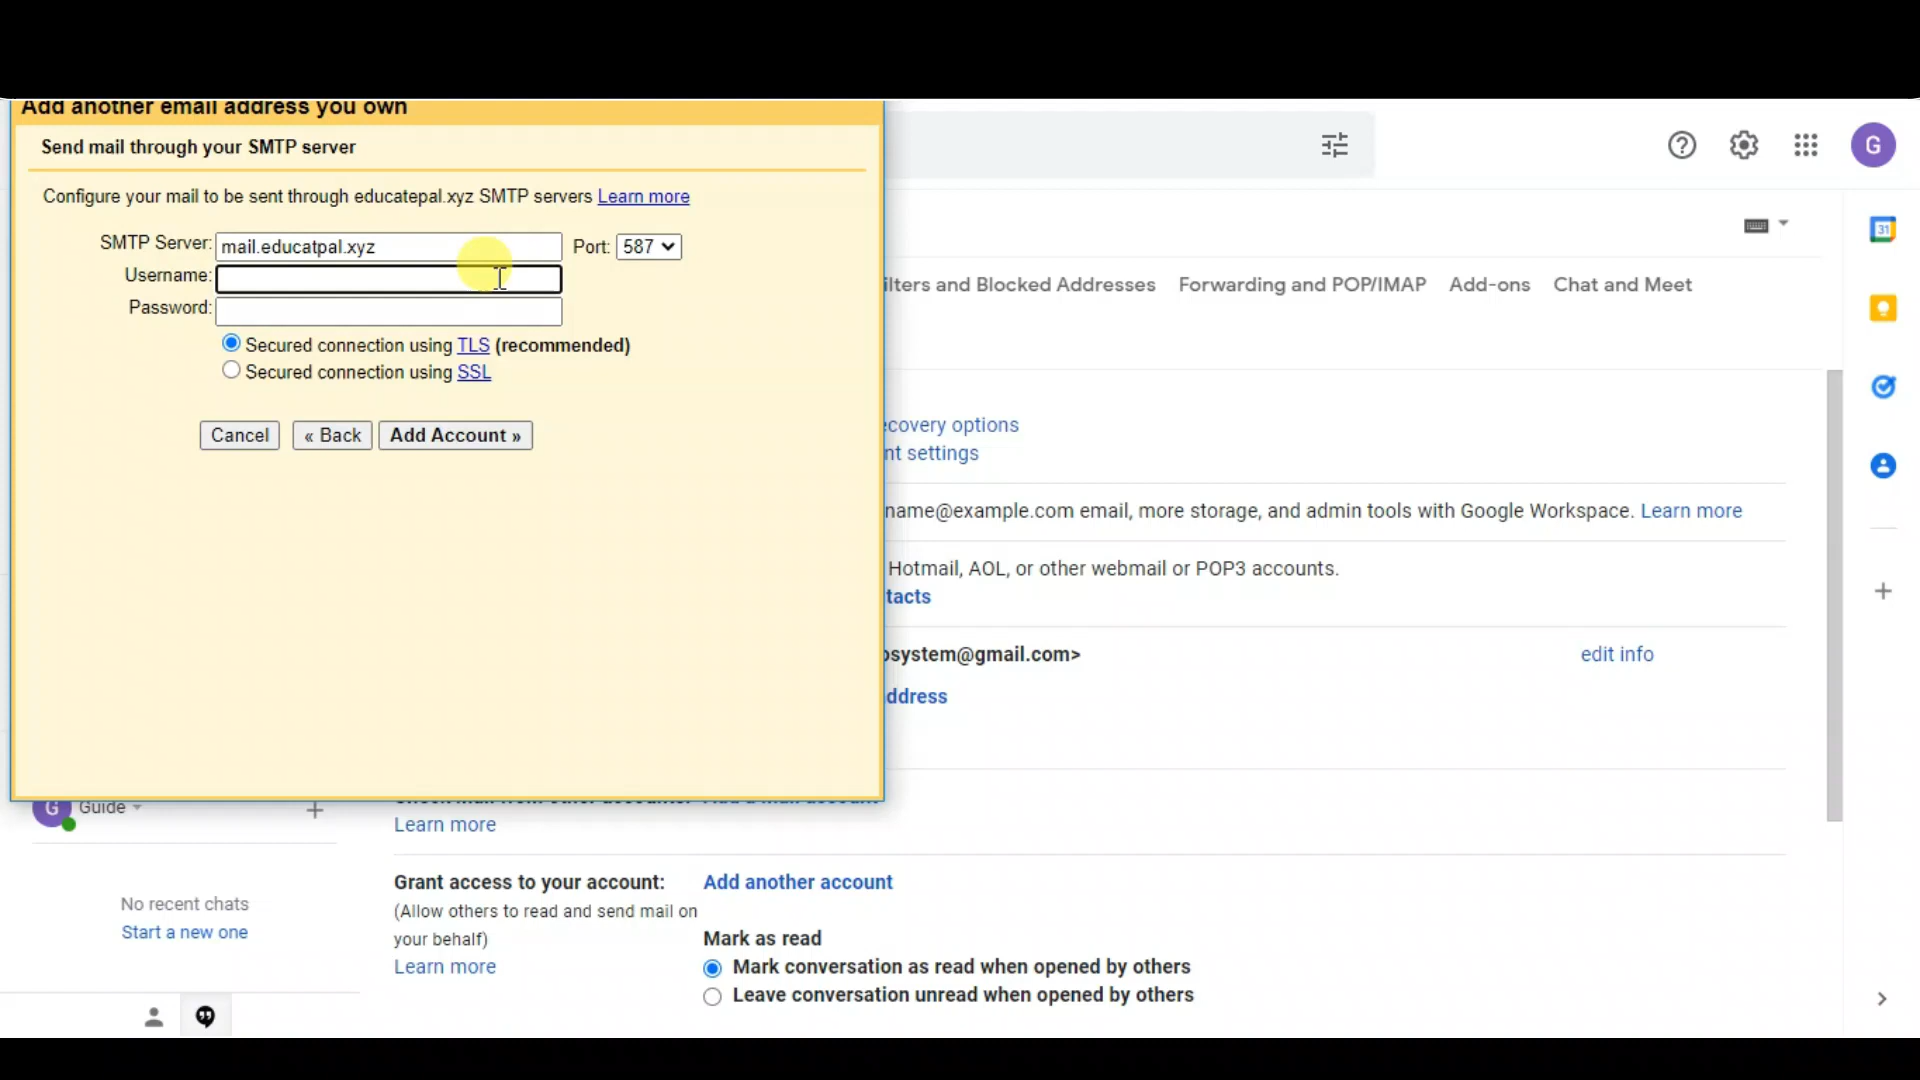 Add another email address you own
Send mail through your SMTP server
Configure your mail to be sent through educatepal.xyz SMTP servers Learn more
SMTP Server: mail.educatpal.xyz Port: 587
Username:
Password:
Secured connection using TLS (recommended)
Secured connection using SSL
Cancel « Back Add Account »
G
31
ilters and Blocked Addresses Forwarding and POP/IMAP Add-ons Chat and Meet
ecovery options
nt settings
name@example.com email, more storage, and admin tools with Google Workspace. Learn more
Hotmail, AOL, or other webmail or POP3 accounts.
tacts
osystem@gmail.com> edit info
ddress
G Guide
Learn more
Grant access to your account: Add another account
(Allow others to read and send mail on
your behalf)
Learn more
Mark as read
Mark conversation as read when opened by others
Leave conversation unread when opened by others
No recent chats
Start a new one